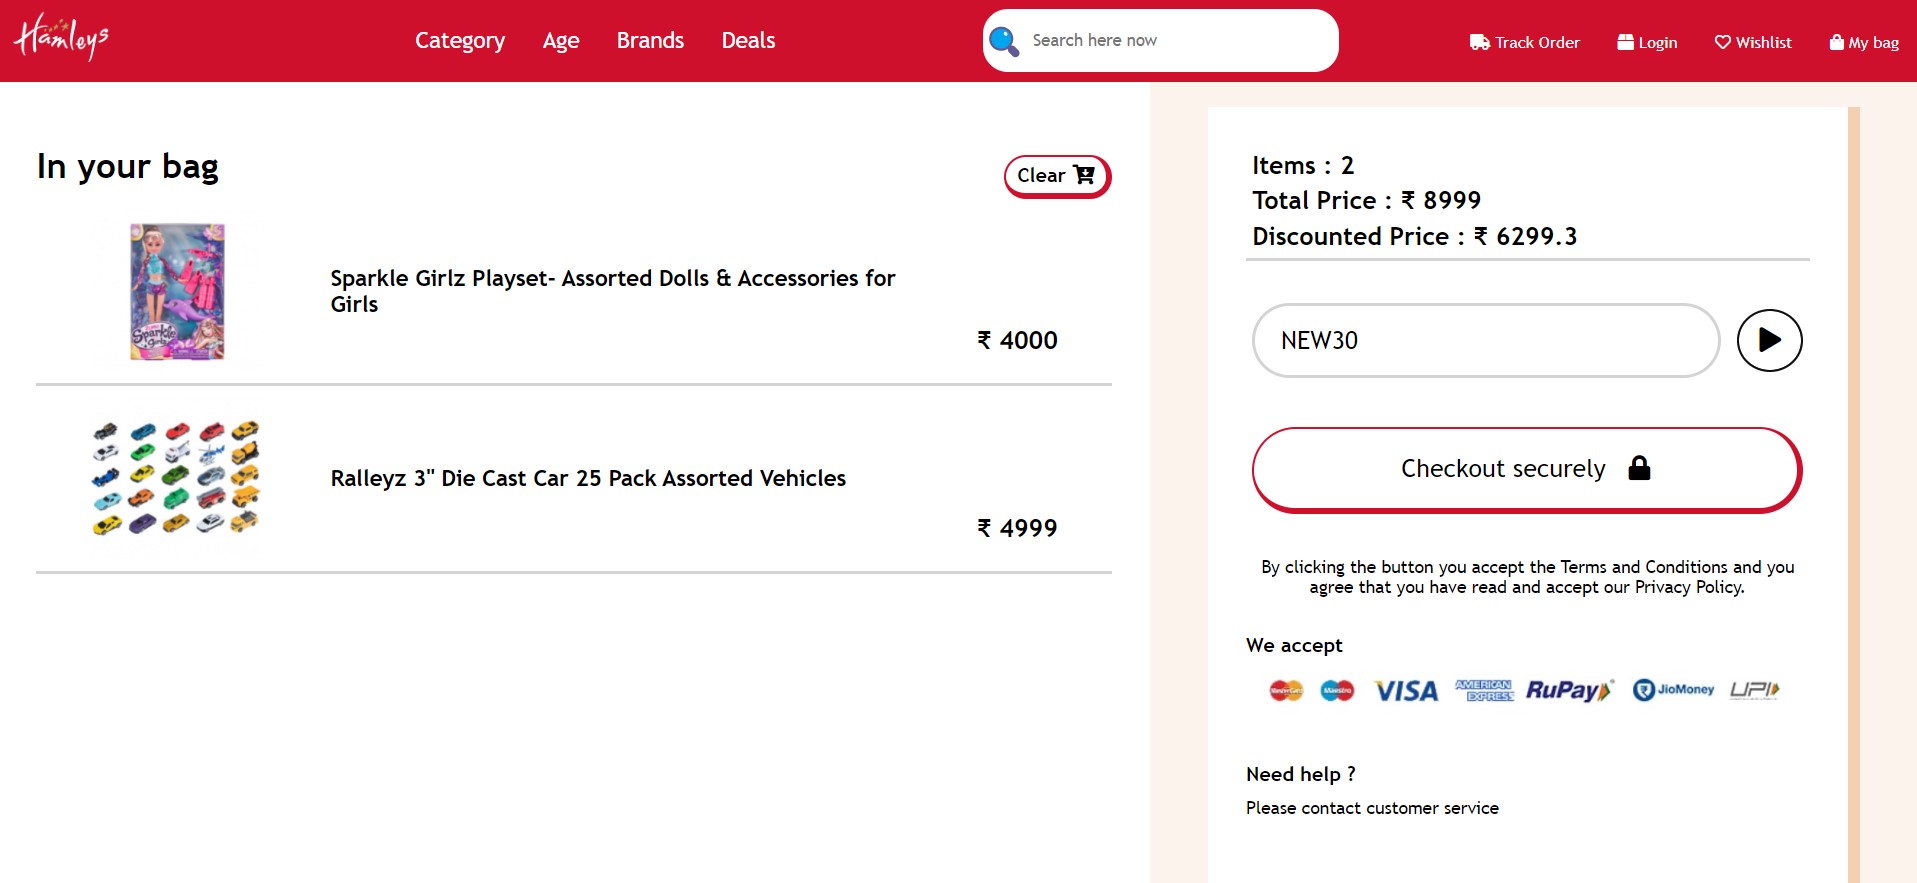 Hamleys
Category Age Brands Deals
Search here now
Track Order Login Wishlist My bag
In your bag
Clear
Sparkle Girlz Playset- Assorted Dolls & Accessories for
Girls
₹ 4000
Ralleyz 3" Die Cast Car 25 Pack Assorted Vehicles
₹ 4999
Items : 2
Total Price : ₹ 8999
Discounted Price : ₹ 6299.3
NEW30
Checkout securely
By clicking the button you accept the Terms and Conditions and you
agree that you have read and accept our Privacy Policy.
We accept
MasterCard Maestro VISA AMERICAN EXPRESS RuPay JioMoney UPI
Need help ?
Please contact customer service
Sparkle Girlz